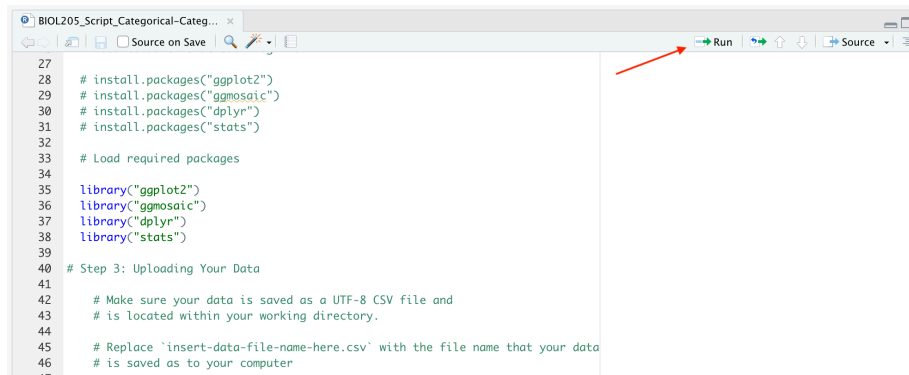 BIOL205_Script_Categorical-Categ... ×
Source on Save Run Source
27
28 # install.packages("ggplot2")
29 # install.packages("ggmosaic")
30 # install.packages("dplyr")
31 # install.packages("stats")
32
33 # Load required packages
34
35 library("ggplot2")
36 library("ggmosaic")
37 library("dplyr")
38 library("stats")
39
40 # Step 3: Uploading Your Data
41
42 # Make sure your data is saved as a UTF-8 CSV file and
43 # is located within your working directory.
44
45 # Replace `insert-data-file-name-here.csv` with the file name that your data
46 # is saved as to your computer